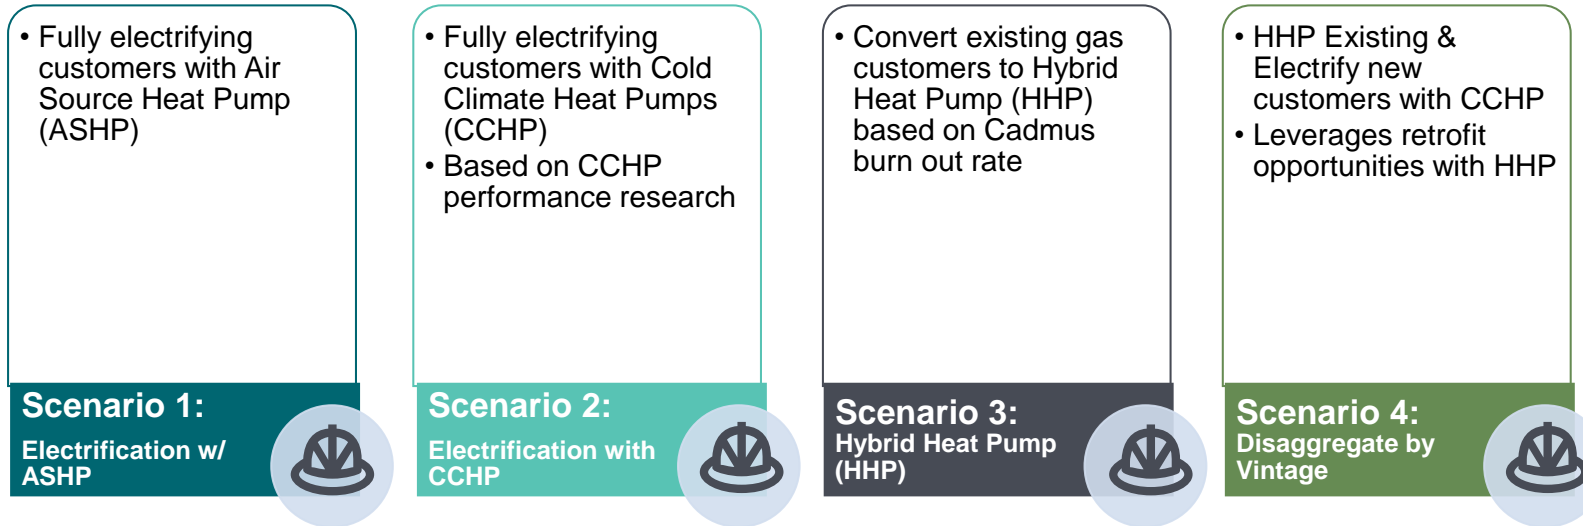 • Fully electrifying
customers with Air
Source Heat Pump
(ASHP)
Scenario 1:
Electrification w/
ASHP
• Fully electrifying
customers with Cold
Climate Heat Pumps
(CCHP)
• Based on CCHP
performance research
Scenario 2:
Electrification with
CCHP
• Convert existing gas
customers to Hybrid
Heat Pump (HHP)
based on Cadmus
burn out rate
Scenario 3:
Hybrid Heat Pump
(HHP)
• HHP Existing &
Electrify new
customers with CCHP
• Leverages retrofit
opportunities with HHP
Scenario 4:
Disaggregate by
Vintage